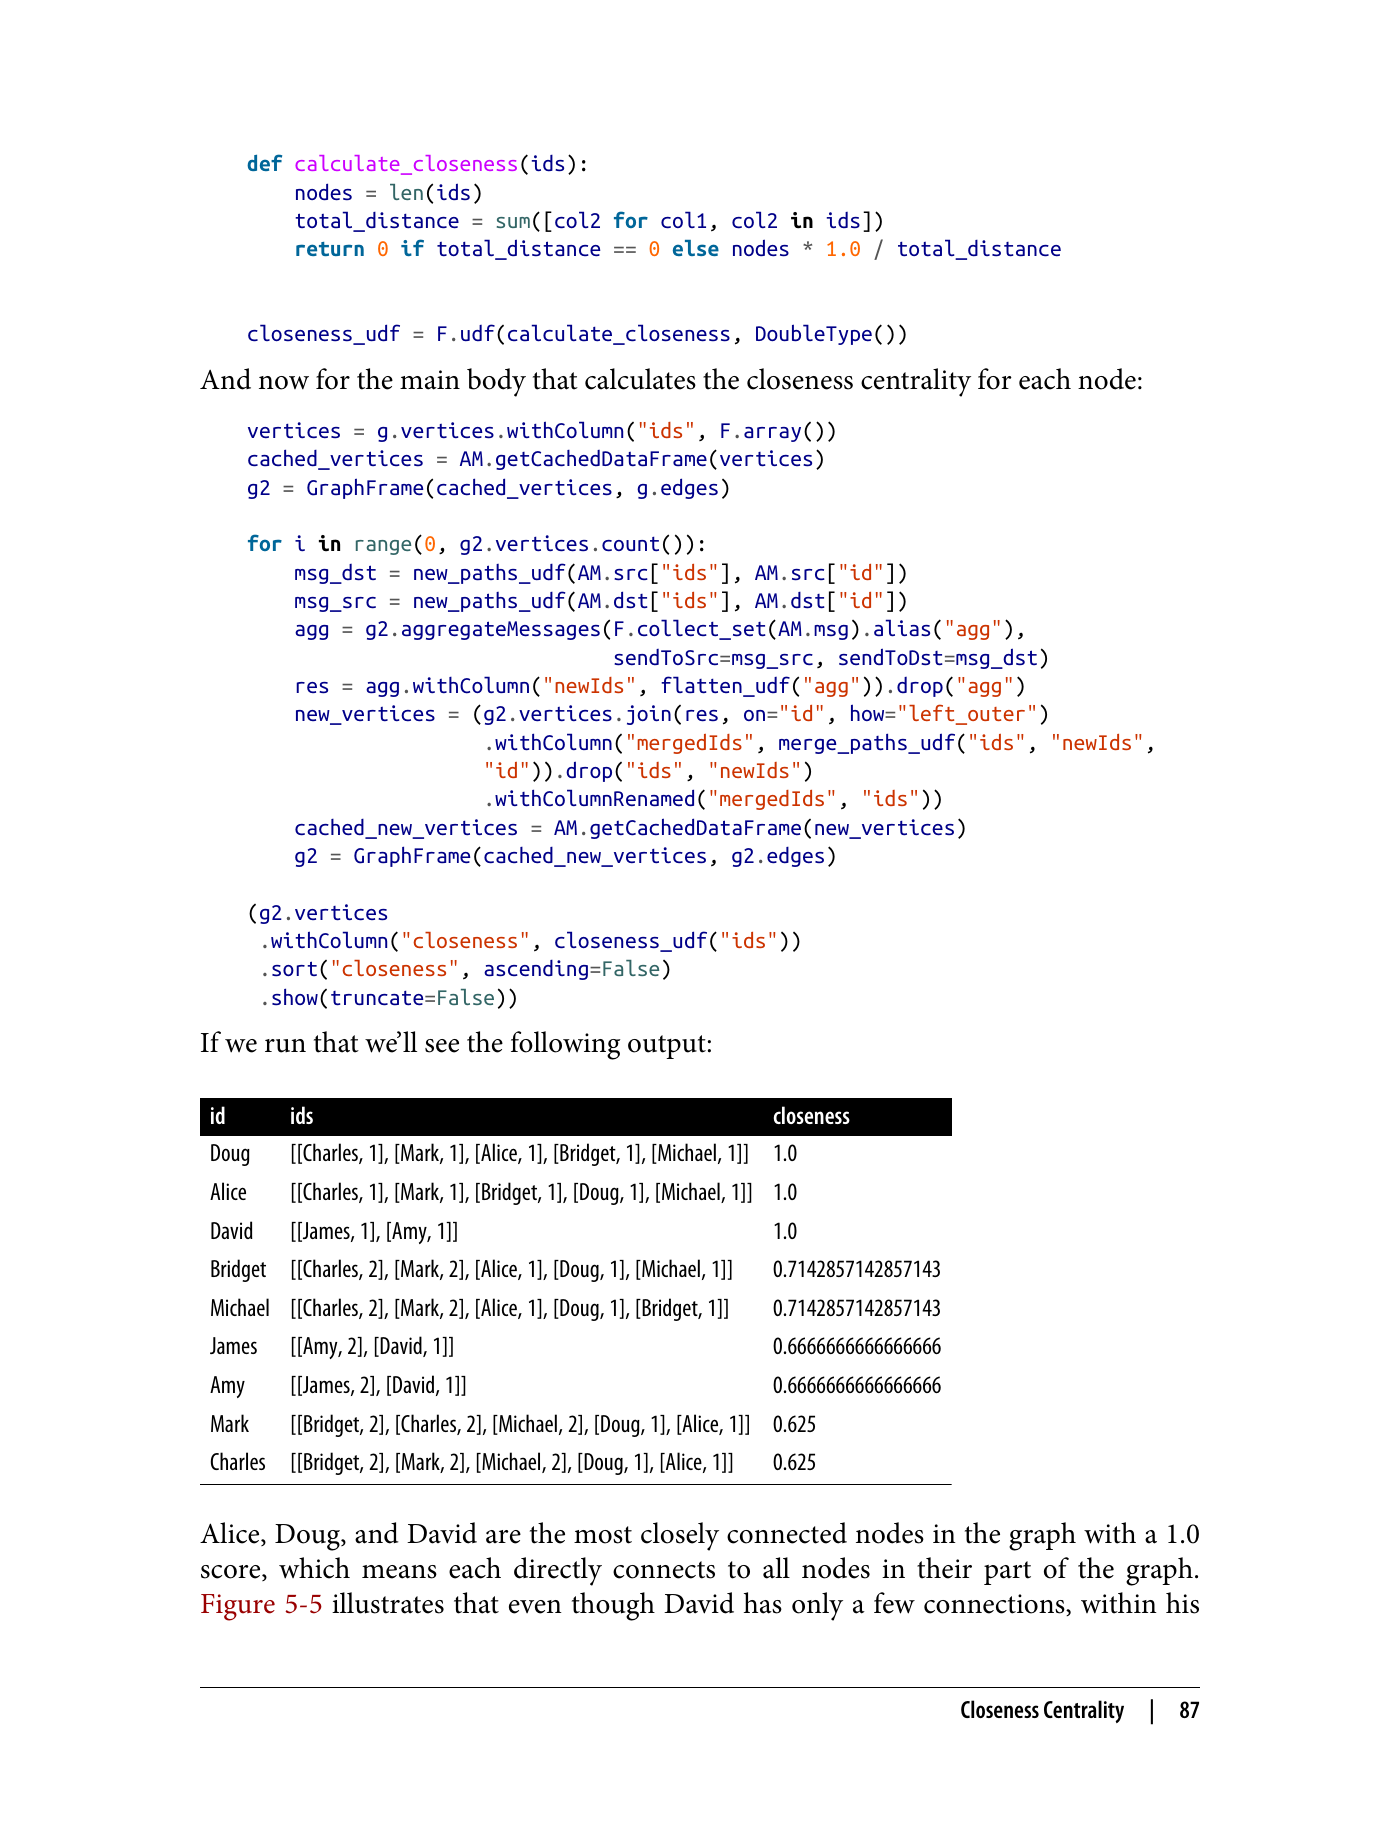 def calculate_closeness(ids):
    nodes = len(ids)
    total_distance = sum([col2 for col1, col2 in ids])
    return 0 if total_distance == 0 else nodes * 1.0 / total_distance
closeness_udf = F.udf(calculate_closeness, DoubleType())
And now for the main body that calculates the closeness centrality for each node:
vertices = g.vertices.withColumn("ids", F.array())
cached_vertices = AM.getCachedDataFrame(vertices)
g2 = GraphFrame(cached_vertices, g.edges)
for i in range(0, g2.vertices.count()):
    msg_dst = new_paths_udf(AM.src["ids"], AM.src["id"])
    msg_src = new_paths_udf(AM.dst["ids"], AM.dst["id"])
    agg = g2.aggregateMessages(F.collect_set(AM.msg).alias("agg"),
                               sendToSrc=msg_src, sendToDst=msg_dst)
    res = agg.withColumn("newIds", flatten_udf("agg")).drop("agg")
    new_vertices = (g2.vertices.join(res, on="id", how="left_outer")
                    .withColumn("mergedIds", merge_paths_udf("ids", "newIds",
                    "id")).drop("ids", "newIds")
                    .withColumnRenamed("mergedIds", "ids"))
    cached_new_vertices = AM.getCachedDataFrame(new_vertices)
    g2 = GraphFrame(cached_new_vertices, g2.edges)
(g2.vertices
 .withColumn("closeness", closeness_udf("ids"))
 .sort("closeness", ascending=False)
 .show(truncate=False))
If we run that we’ll see the following output:
id ids closeness
Doug [[Charles, 1], [Mark, 1], [Alice, 1], [Bridget, 1], [Michael, 1]] 1.0
Alice [[Charles, 1], [Mark, 1], [Bridget, 1], [Doug, 1], [Michael, 1]] 1.0
David [[James, 1], [Amy, 1]] 1.0
Bridget [[Charles, 2], [Mark, 2], [Alice, 1], [Doug, 1], [Michael, 1]] 0.7142857142857143
Michael [[Charles, 2], [Mark, 2], [Alice, 1], [Doug, 1], [Bridget, 1]] 0.7142857142857143
James [[Amy, 2], [David, 1]] 0.6666666666666666
Amy [[James, 2], [David, 1]] 0.6666666666666666
Mark [[Bridget, 2], [Charles, 2], [Michael, 2], [Doug, 1], [Alice, 1]] 0.625
Charles [[Bridget, 2], [Mark, 2], [Michael, 2], [Doug, 1], [Alice, 1]] 0.625
Alice, Doug, and David are the most closely connected nodes in the graph with a 1.0
score, which means each directly connects to all nodes in their part of the graph.
Figure 5-5 illustrates that even though David has only a few connections, within his
Closeness Centrality | 87